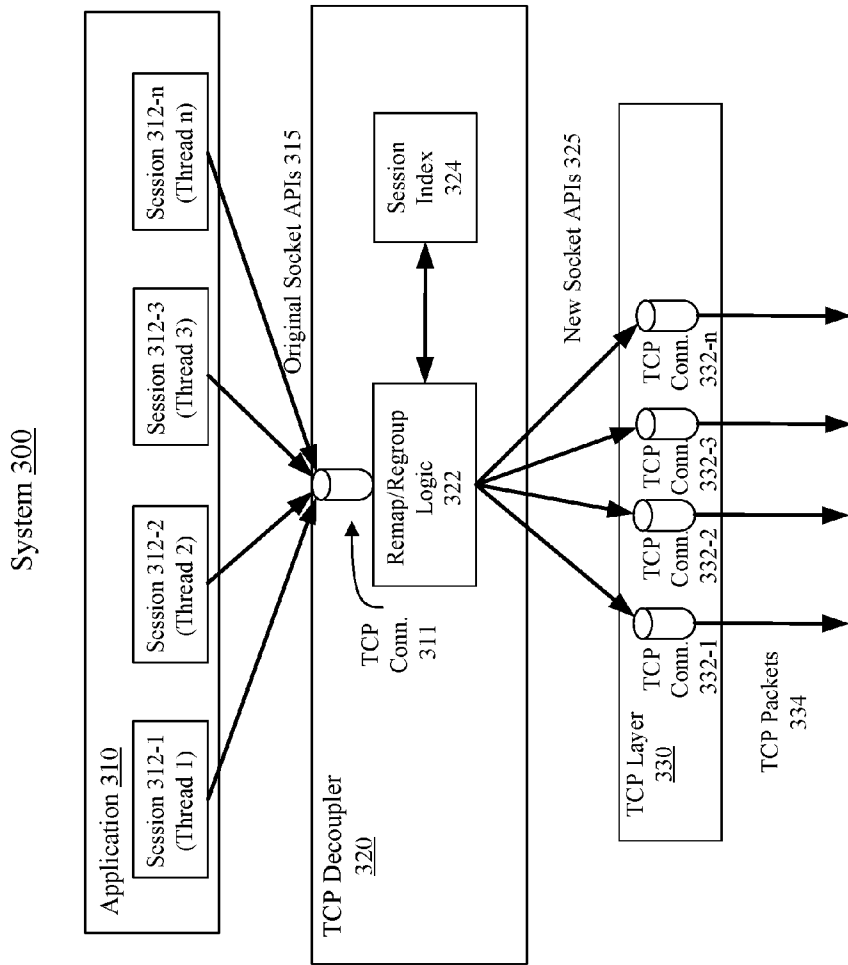 System 300
Application 310
Session 312-1
(Thread 1)
Session 312-2
(Thread 2)
Session 312-3
(Thread 3)
Session 312-n
(Thread n)
Original Socket APIs 315
TCP Decoupler
320
TCP
Conn.
311
Remap/Regroup
Logic
322
Session
Index
324
New Socket APIs 325
TCP Layer
330
TCP
Conn.
332-1
TCP
Conn.
332-2
TCP
Conn.
332-3
TCP
Conn.
332-n
TCP Packets
334